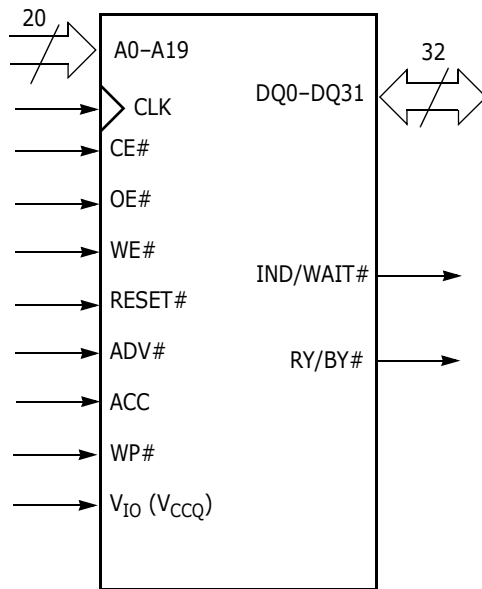 20
A0–A19
32
DQ0–DQ31
CLK
CE#
OE#
WE#
IND/WAIT#
RESET#
ADV#
RY/BY#
ACC
WP#
VIO (VCCQ)